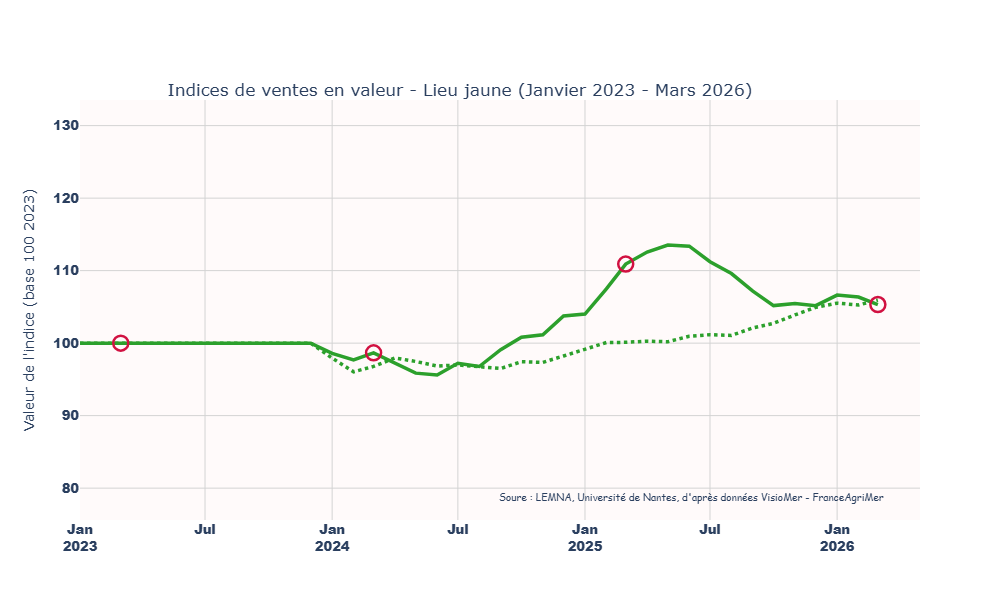 Indices de ventes en valeur - Lieu jaune (Janvier 2023 - Mars 2026)
Valeur de l'indice (base 100 2023)
130
120
110
100
90
80
Soure : LEMNA, Université de Nantes, d'après données VisioMer - FranceAgriMer
Jan Jul Jan Jul Jan Jul Jan
2023 2024 2025 2026